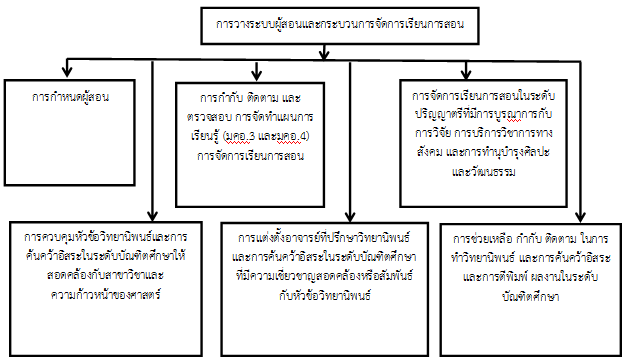 การวางระบบผู้สอนและกระบวนการจัดการเรียนการสอน
การกำหนดผู้สอน
การกำกับ ติดตาม และ
ตรวจสอบ การจัดทำแผนการ
เรียนรู้ (มคอ.3 และมคอ.4)
การจัดการเรียนการสอน
การจัดการเรียนการสอนในระดับ
ปริญญาตรีที่มีการบูรณาการกับ
การวิจัย การบริการวิชาการทาง
สังคม และการทำนุบำรุงศิลปะ
และวัฒนธรรม
การควบคุมหัวข้อวิทยานิพนธ์และการ
ค้นคว้าอิสระในระดับบัณฑิตศึกษาให้
สอดคล้องกับสาขาวิชาและ
ความก้าวหน้าของศาสตร์
การแต่งตั้งอาจารย์ที่ปรึกษาวิทยานิพนธ์
และการค้นคว้าอิสระในระดับบัณฑิตศึกษา
ที่มีความเชี่ยวชาญสอดคล้องหรือสัมพันธ์
กับหัวข้อวิทยานิพนธ์
การช่วยเหลือ กำกับ ติดตาม ในการ
ทำวิทยานิพนธ์ และการค้นคว้าอิสระ
และการตีพิมพ์ ผลงานในระดับ
บัณฑิตศึกษา